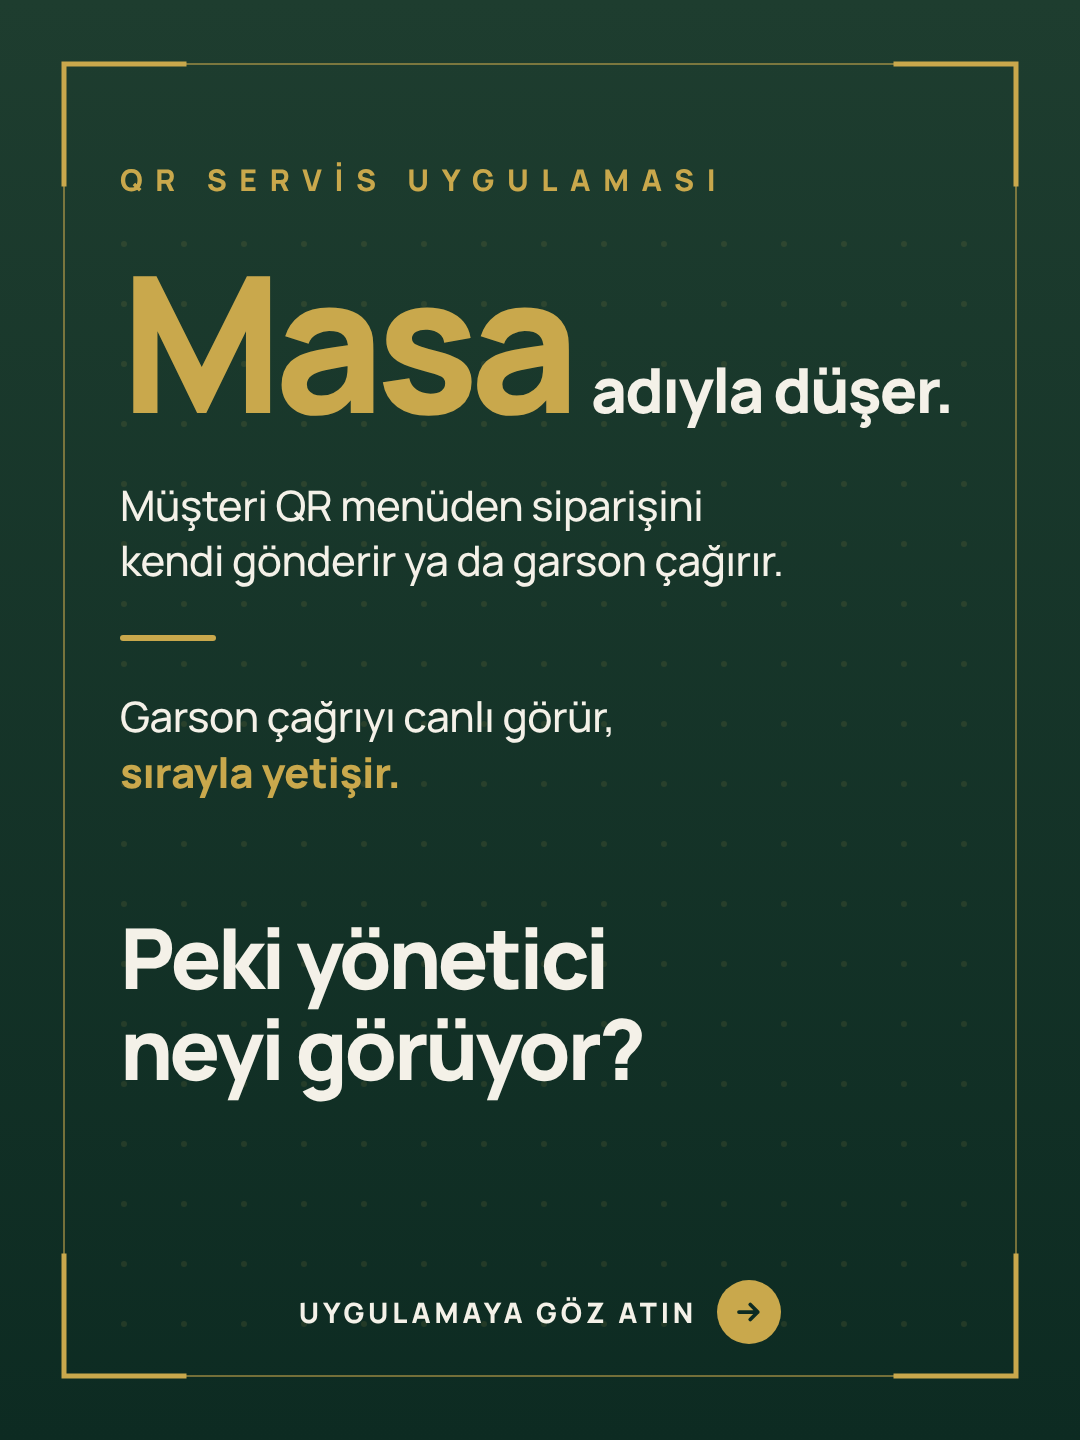 QR SERVİS UYGULAMASI
Masa adıyla düşer.
Müşteri QR menüden siparişini
kendi gönderir ya da garson çağırır.
Garson çağrıyı canlı görür,
sırayla yetişir.
Peki yönetici
neyi görüyor?
UYGULAMAYA GÖZ ATIN